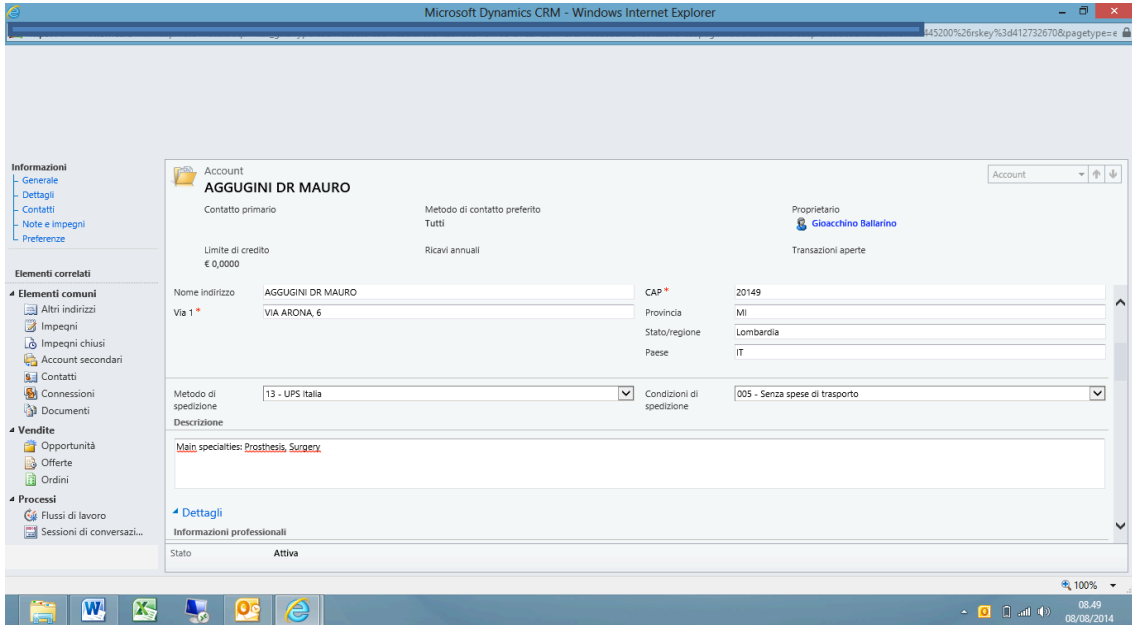 Microsoft Dynamics CRM - Windows Internet Explorer
445200%26rskey%3d412732670&pagetype=e
Informazioni
Generale
Dettagli
Contatti
Note e impegni
Preferenze
Elementi correlati
Elementi comuni
Altri indirizzi
Impegni
Impegni chiusi
Account secondari
Contatti
Connessioni
Documenti
Vendite
Opportunità
Offerte
Ordini
Processi
Flussi di lavoro
Sessioni di conversazi...
Account
AGGUGINI DR MAURO
Account
Contatto primario
Metodo di contatto preferito
Tutti
Proprietario
Gioacchino Ballarino
Limite di credito
€ 0,0000
Ricavi annuali
Transazioni aperte
Nome indirizzo AGGUGINI DR MAURO CAP * 20149
Via 1 * VIA ARONA, 6 Provincia MI
Stato/regione Lombardia
Paese IT
Metodo di spedizione 13 - UPS Italia Condizioni di spedizione 005 - Senza spese di trasporto
Descrizione
Main specialties: Prosthesis, Surgery
Dettagli
Informazioni professionali
Stato Attiva
100%
08.49
08/08/2014